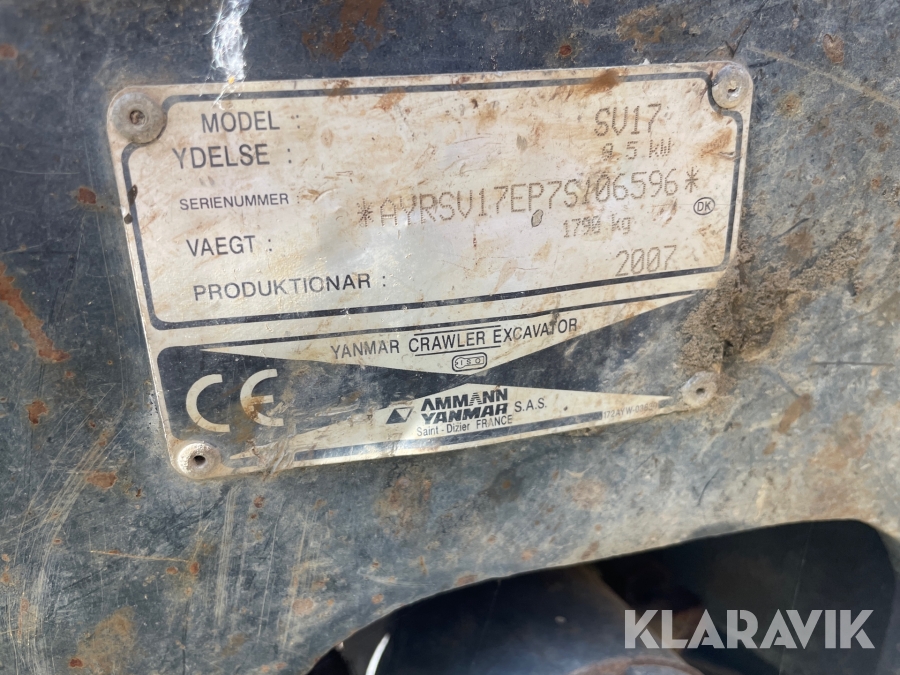 MODEL : SV17
YDELSE : 9.5 kW
SERIENUMMER : *AYRSV17EP7S706596* DK
VAEGT : 1790 kg
PRODUKTIONAR : 2007
YANMAR CRAWLER EXCAVATOR
ISO
CE
AMMANN
YANMAR S.A.S.
Saint - Dizier FRANCE
KLARAVIK